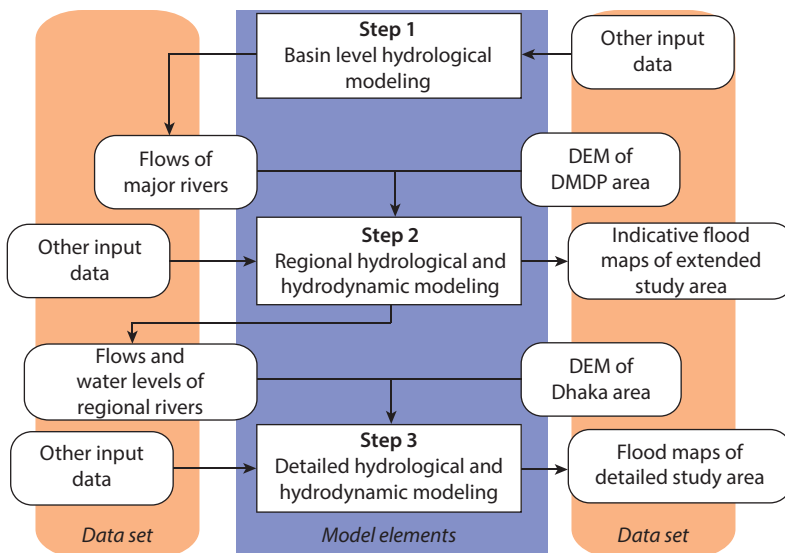 Step 1
Basin level hydrological
modeling
Other input
data
Flows of
major rivers
DEM of
DMDP area
Other input
data
Step 2
Regional hydrological and
hydrodynamic modeling
Indicative flood
maps of extended
study area
Flows and
water levels of
regional rivers
DEM of
Dhaka area
Other input
data
Step 3
Detailed hydrological and
hydrodynamic modeling
Flood maps of
detailed study area
Data set
Model elements
Data set